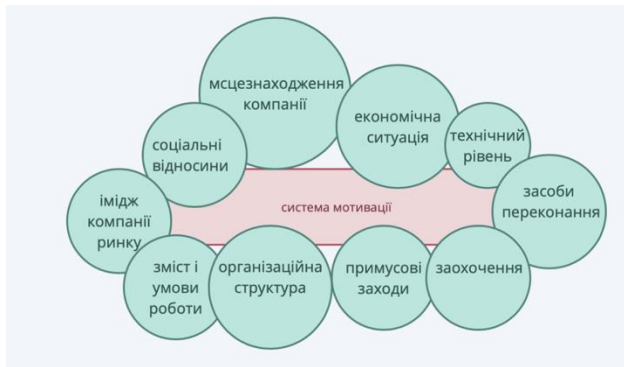 мсцезнаходження
компанії
економічна
ситуація
технічний
рівень
соціальні
відносини
засоби
переконання
імідж
компанії
ринку
система мотивації
зміст і
умови
роботи
організаційна
структура
примусові
заходи
заохочення